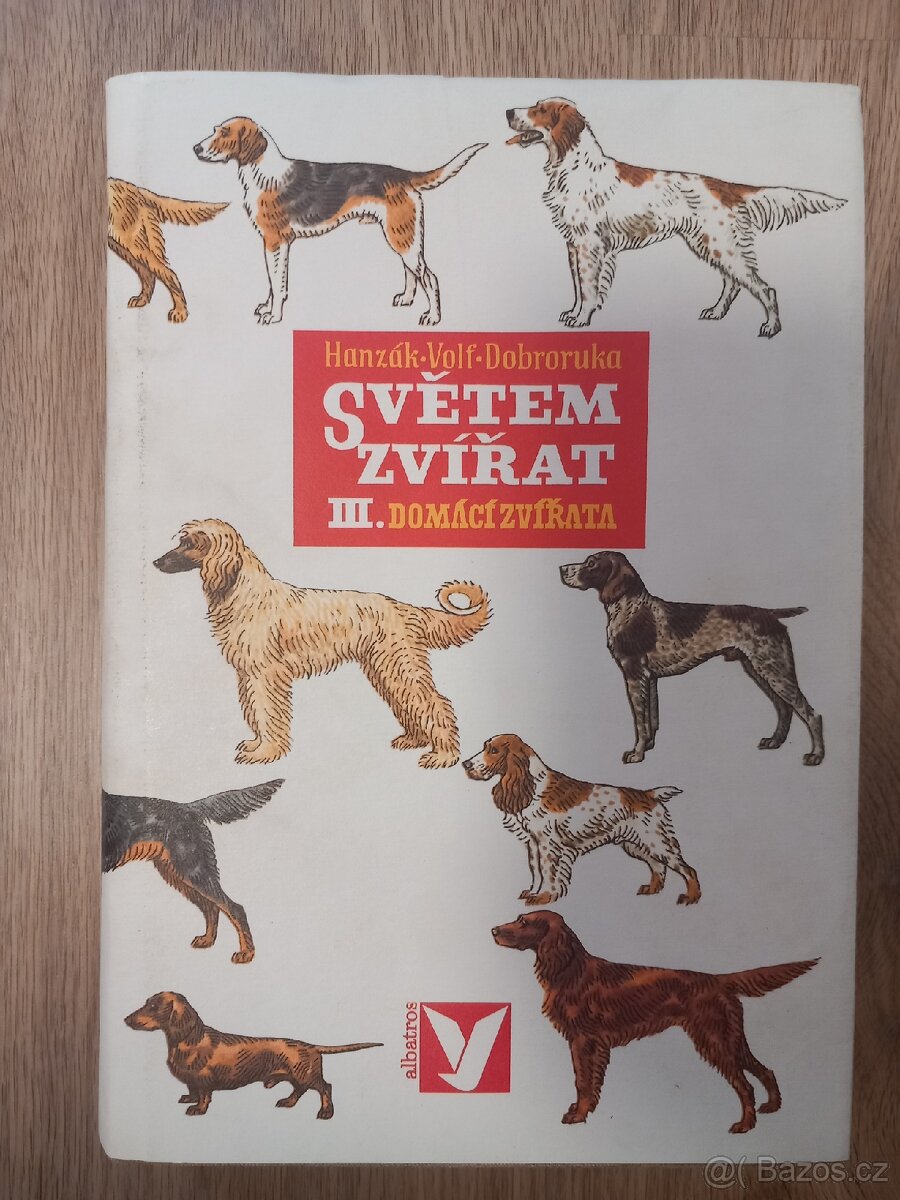 Hanzák·Volf·Dobroruka
SVĚTEM
ZVÍŘAT
III. DOMÁCÍ ZVÍŘATA
albatros
@( Bazos.cz